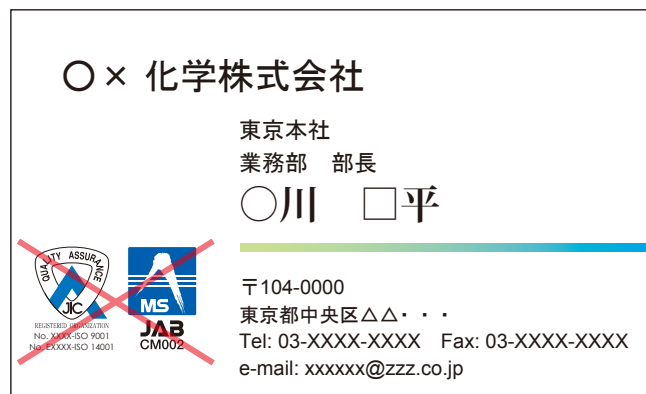 ○× 化学株式会社
東京本社
業務部　部長
○川　□平
QUALITY ASSURANCE
JIC
REGISTERED ORGANIZATION
No. XXXX-ISO 9001
No. EXXXX-ISO 14001
MS
JAB
CM002
〒104-0000
東京都中央区△△・・・
Tel: 03-XXXX-XXXX　Fax: 03-XXXX-XXXX
e-mail: xxxxxx@zzz.co.jp